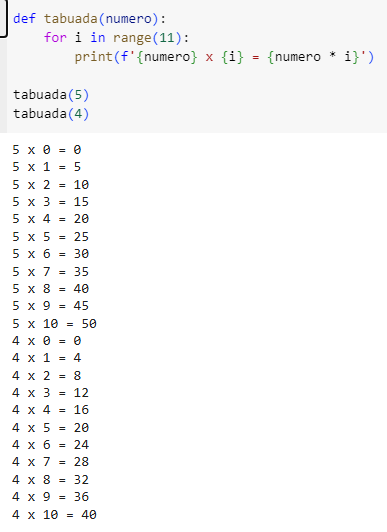 def tabuada(numero):
    for i in range(11):
        print(f'{numero} x {i} = {numero * i}')

tabuada(5)
tabuada(4)

5 x 0 = 0
5 x 1 = 5
5 x 2 = 10
5 x 3 = 15
5 x 4 = 20
5 x 5 = 25
5 x 6 = 30
5 x 7 = 35
5 x 8 = 40
5 x 9 = 45
5 x 10 = 50
4 x 0 = 0
4 x 1 = 4
4 x 2 = 8
4 x 3 = 12
4 x 4 = 16
4 x 5 = 20
4 x 6 = 24
4 x 7 = 28
4 x 8 = 32
4 x 9 = 36
4 x 10 = 40